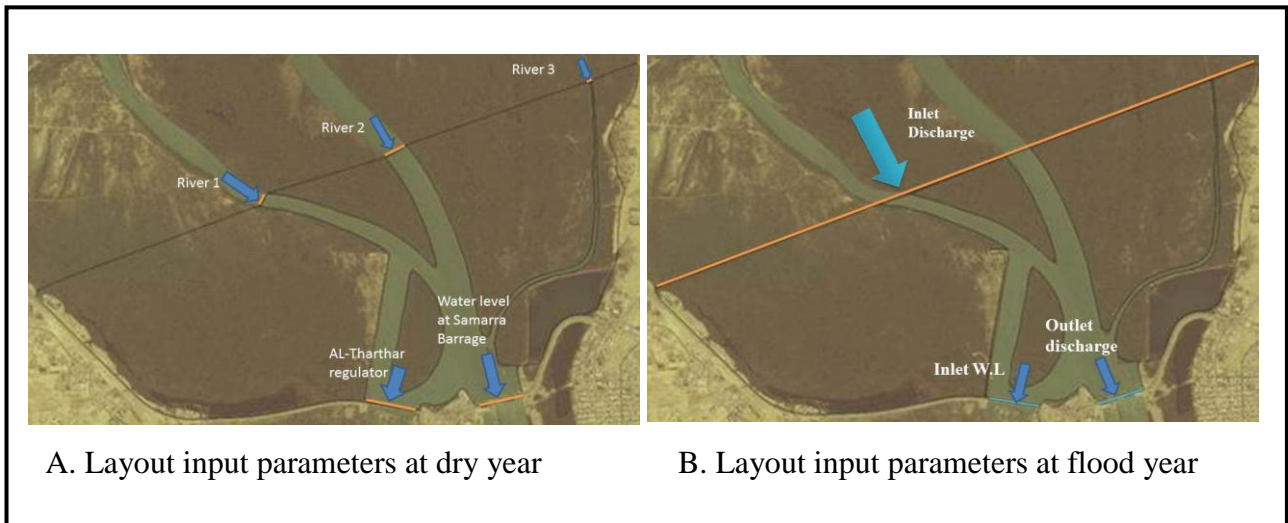 River 3
River 2
River 1
Water level
at Samarra
Barrage
AL-Tharthar
regulator
Inlet
Discharge
Outlet
discharge
Inlet W.L
A. Layout input parameters at dry year
B. Layout input parameters at flood year